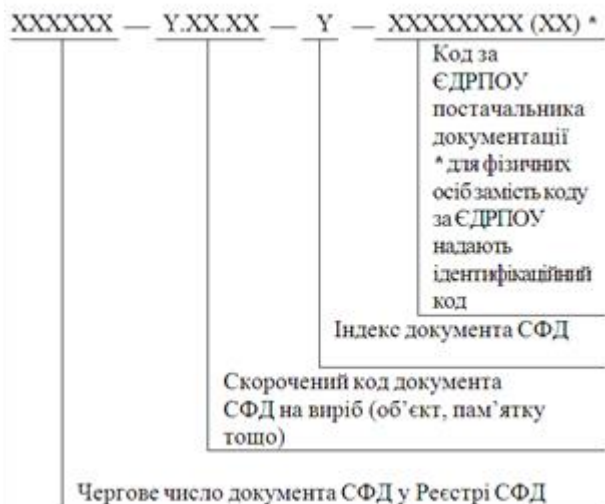 XXXXXX — Y.XX.XX — Y — XXXXXXXX (XX) *
Код за
ЄДРПОУ
постачальника
документації
* для фізичних
осіб замість коду
за ЄДРПОУ
надають
ідентифікаційний
код
Індекс документа СФД
Скорочений код документа
СФД на виріб (об’єкт, пам’ятку
тощо)
Чергове число документа СФД у Реєстрі СФД